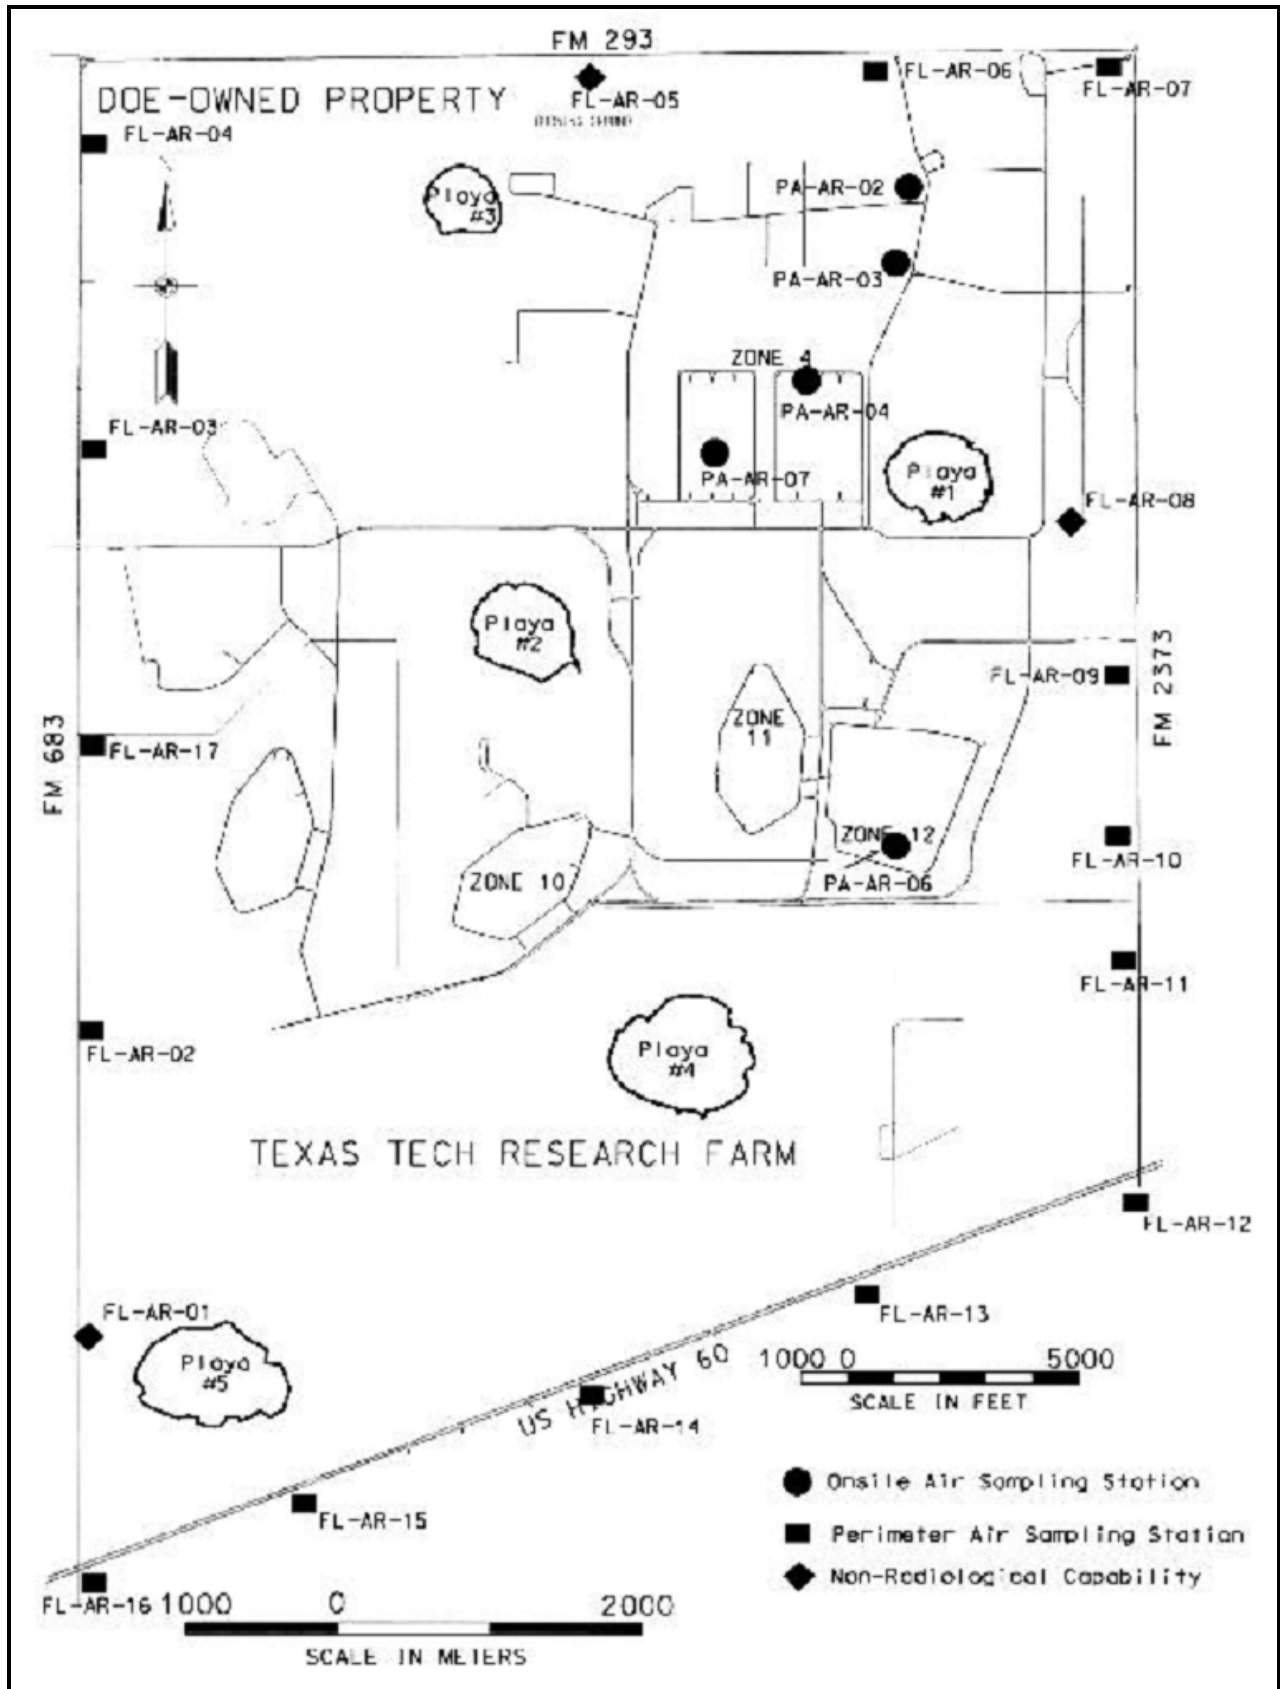 FM 293
FL-AR-06
FL-AR-07
DOE-OWNED PROPERTY
FL-AR-05
FL-AR-04
PA-AR-02
Playa
#3
PA-AR-03
ZONE 4
PA-AR-04
FL-AR-03
Playa
#1
PA-AR-07
FL-AR-08
Playa
#2
FL-AR-09
FM 2373
ZONE
11
FM 683
FL-AR-17
ZONE 12
FL-AR-10
ZONE 10
PA-AR-06
FL-AR-11
FL-AR-02
Playa
#4
TEXAS TECH RESEARCH FARM
FL-AR-12
FL-AR-01
FL-AR-13
Playa
#5
US HIGHWAY 60
1000 0 5000
SCALE IN FEET
FL-AR-14
Onsile Air Sampling Station
FL-AR-15
Perimeter Air Sampling Station
Non-Radiological Capability
FL-AR-16
1000 0 2000
SCALE IN METERS